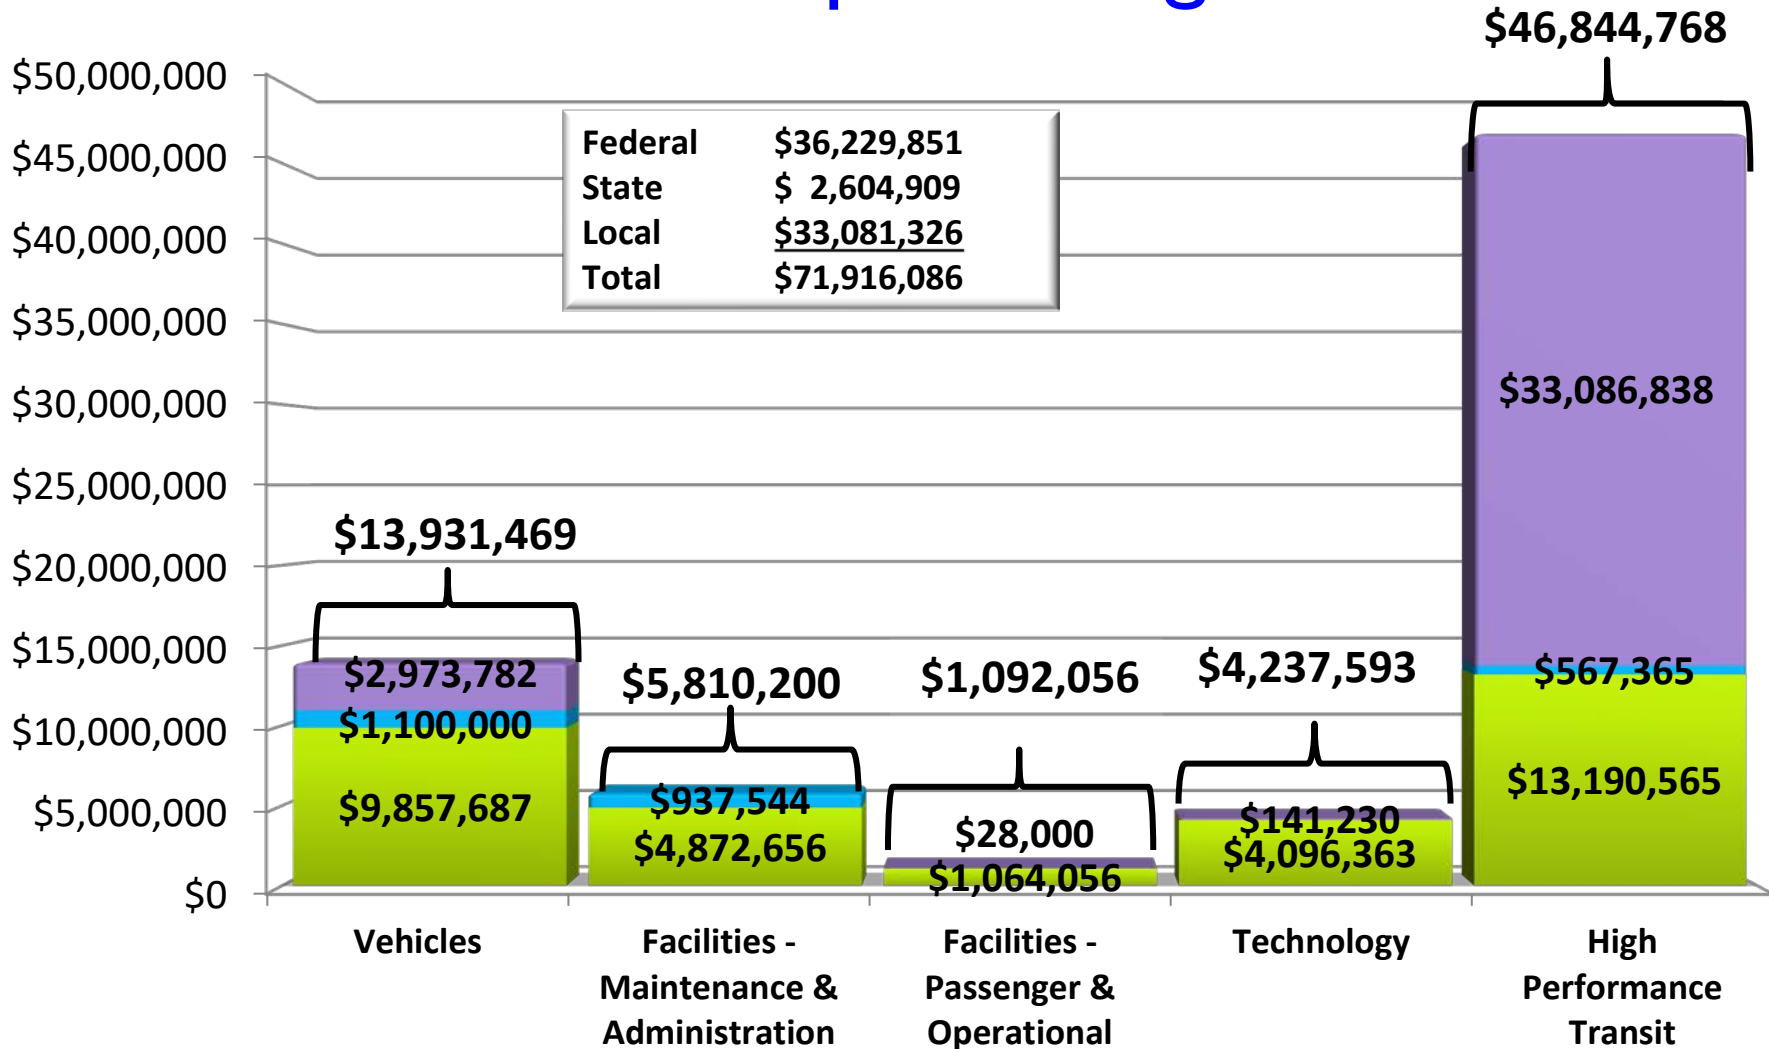 $46,844,768
$50,000,000
$45,000,000
$40,000,000
$35,000,000
$30,000,000
$25,000,000
$20,000,000
$15,000,000
$10,000,000
$5,000,000
$0
Federal $36,229,851
State $ 2,604,909
Local $33,081,326
Total $71,916,086
$13,931,469
$2,973,782
$1,100,000
$9,857,687
$5,810,200
$937,544
$4,872,656
$1,092,056
$28,000
$1,064,056
$4,237,593
$141,230
$4,096,363
$33,086,838
$567,365
$13,190,565
Vehicles
Facilities -
Maintenance &
Administration
Facilities -
Passenger &
Operational
Technology
High
Performance
Transit